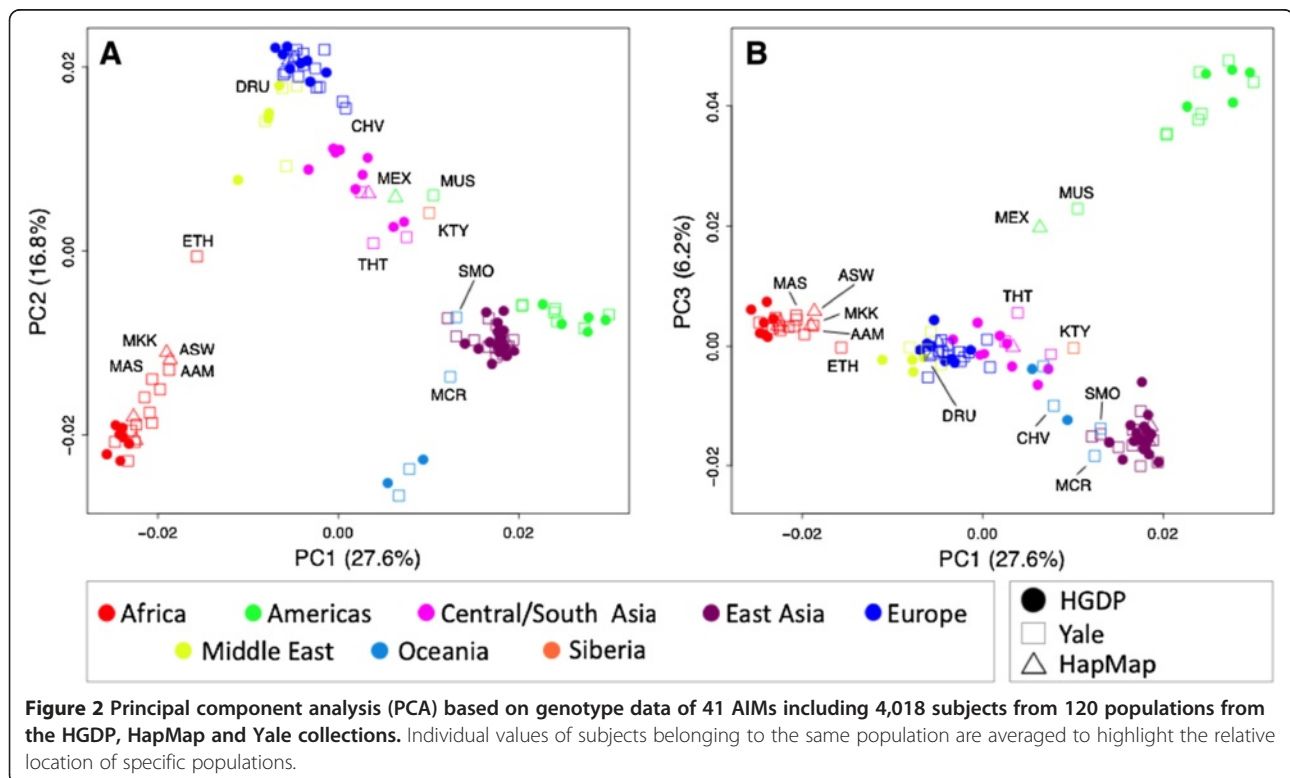 A
DRU
CHV
MEX
MUS
KTY
THT
ETH
SMO
MCR
MKK
ASW
MAS
AAM
0.02
0.00
−0.02
PC2 (16.8%)
−0.02
0.00
0.02
PC1 (27.6%)
B
MUS
MEX
MAS
ASW
MKK
AAM
ETH
THT
KTY
DRU
SMO
CHV
MCR
0.04
0.02
0.00
−0.02
PC3 (6.2%)
−0.02
0.00
0.02
PC1 (27.6%)
Africa Americas Central/South Asia East Asia Europe
Middle East Oceania Siberia
HGDP
Yale
HapMap
Figure 2 Principal component analysis (PCA) based on genotype data of 41 AIMs including 4,018 subjects from 120 populations from
the HGDP, HapMap and Yale collections. Individual values of subjects belonging to the same population are averaged to highlight the relative
location of specific populations.